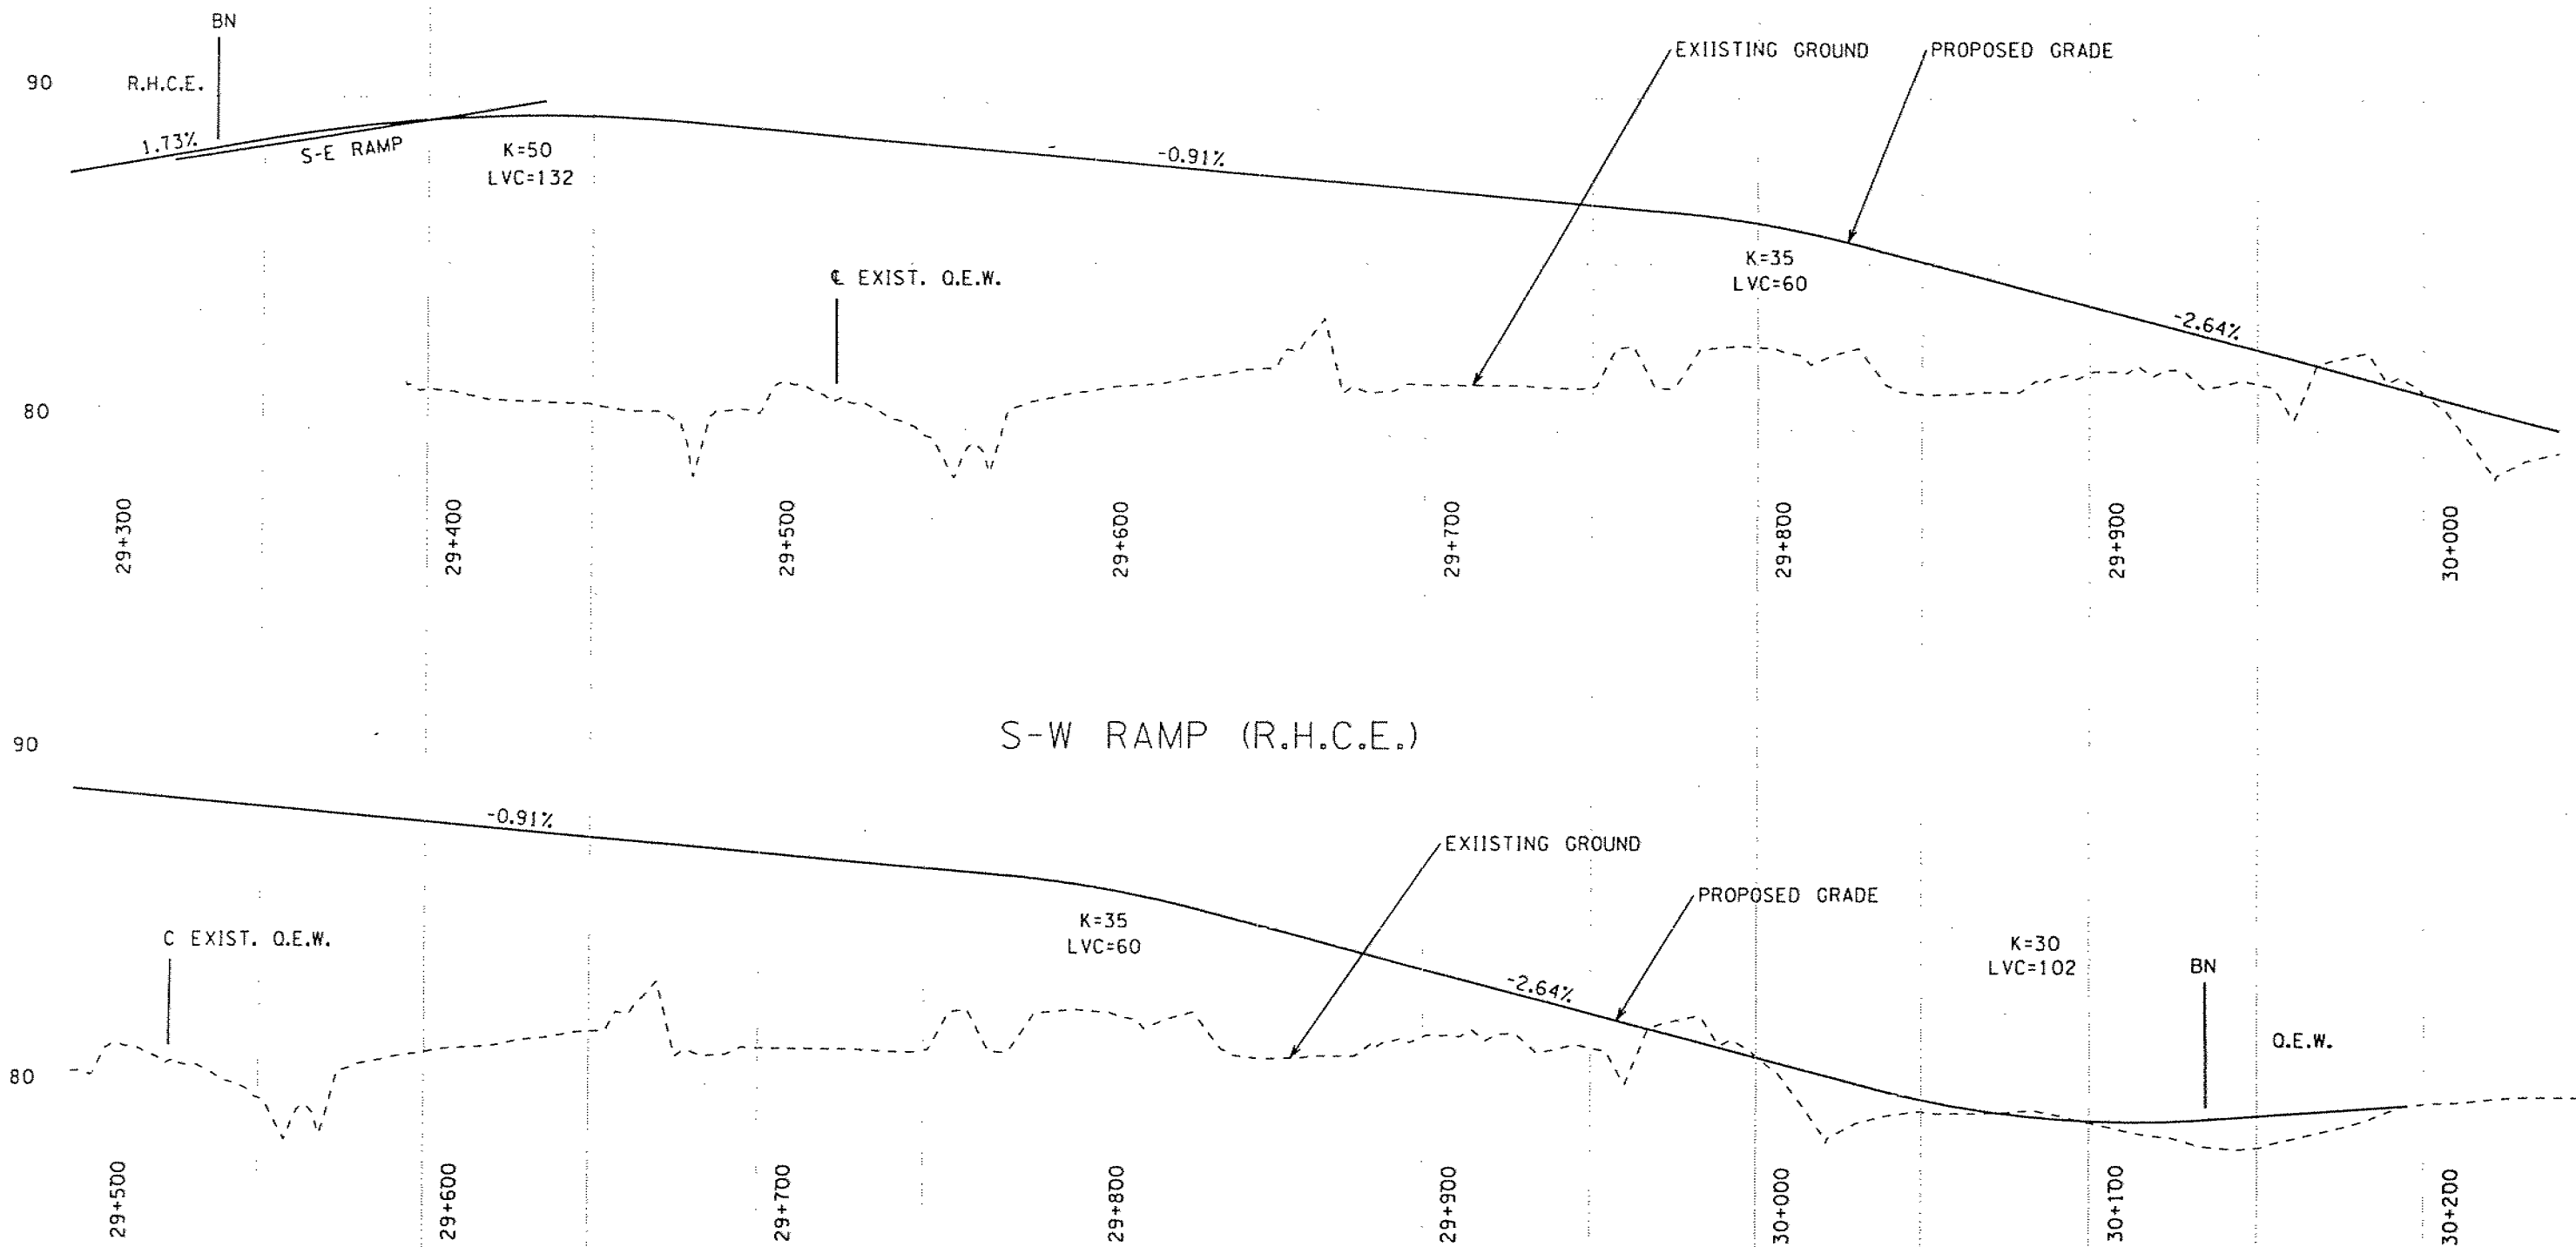 BN
90
R.H.C.E.
1.73%
S-E RAMP
K=50
LVC=132
-0.91%
EXIISTING GROUND
PROPOSED GRADE
℄ EXIST. Q.E.W.
K=35
LVC=60
-2.64%
80
29+300
29+400
29+500
29+600
29+700
29+800
29+900
30+000
S-W RAMP (R.H.C.E.)
90
-0.91%
EXIISTING GROUND
PROPOSED GRADE
C EXIST. Q.E.W.
K=35
LVC=60
-2.64%
K=30
LVC=102
BN
Q.E.W.
80
29+500
29+600
29+700
29+800
29+900
30+000
30+100
30+200